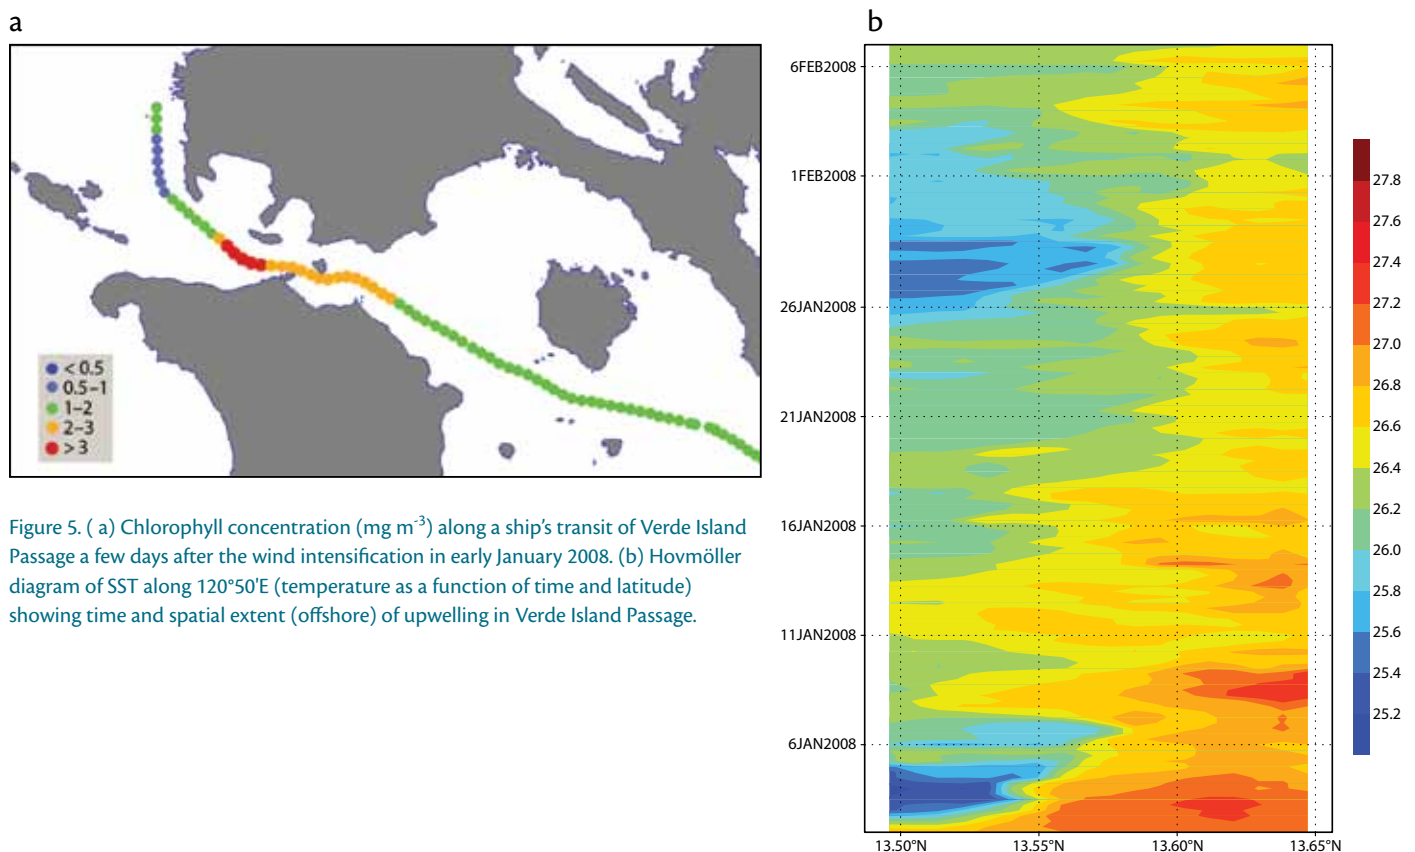 a
< 0.5
0.5–1
1–2
2–3
> 3
Figure 5. ( a) Chlorophyll concentration (mg m-3) along a ship's transit of Verde Island
Passage a few days after the wind intensification in early January 2008. (b) Hovmöller
diagram of SST along 120°50'E (temperature as a function of time and latitude)
showing time and spatial extent (offshore) of upwelling in Verde Island Passage.
b
6FEB2008
1FEB2008
26JAN2008
21JAN2008
16JAN2008
11JAN2008
6JAN2008
13.50°N 13.55°N 13.60°N 13.65°N
27.8
27.6
27.4
27.2
27.0
26.8
26.6
26.4
26.2
26.0
25.8
25.6
25.4
25.2